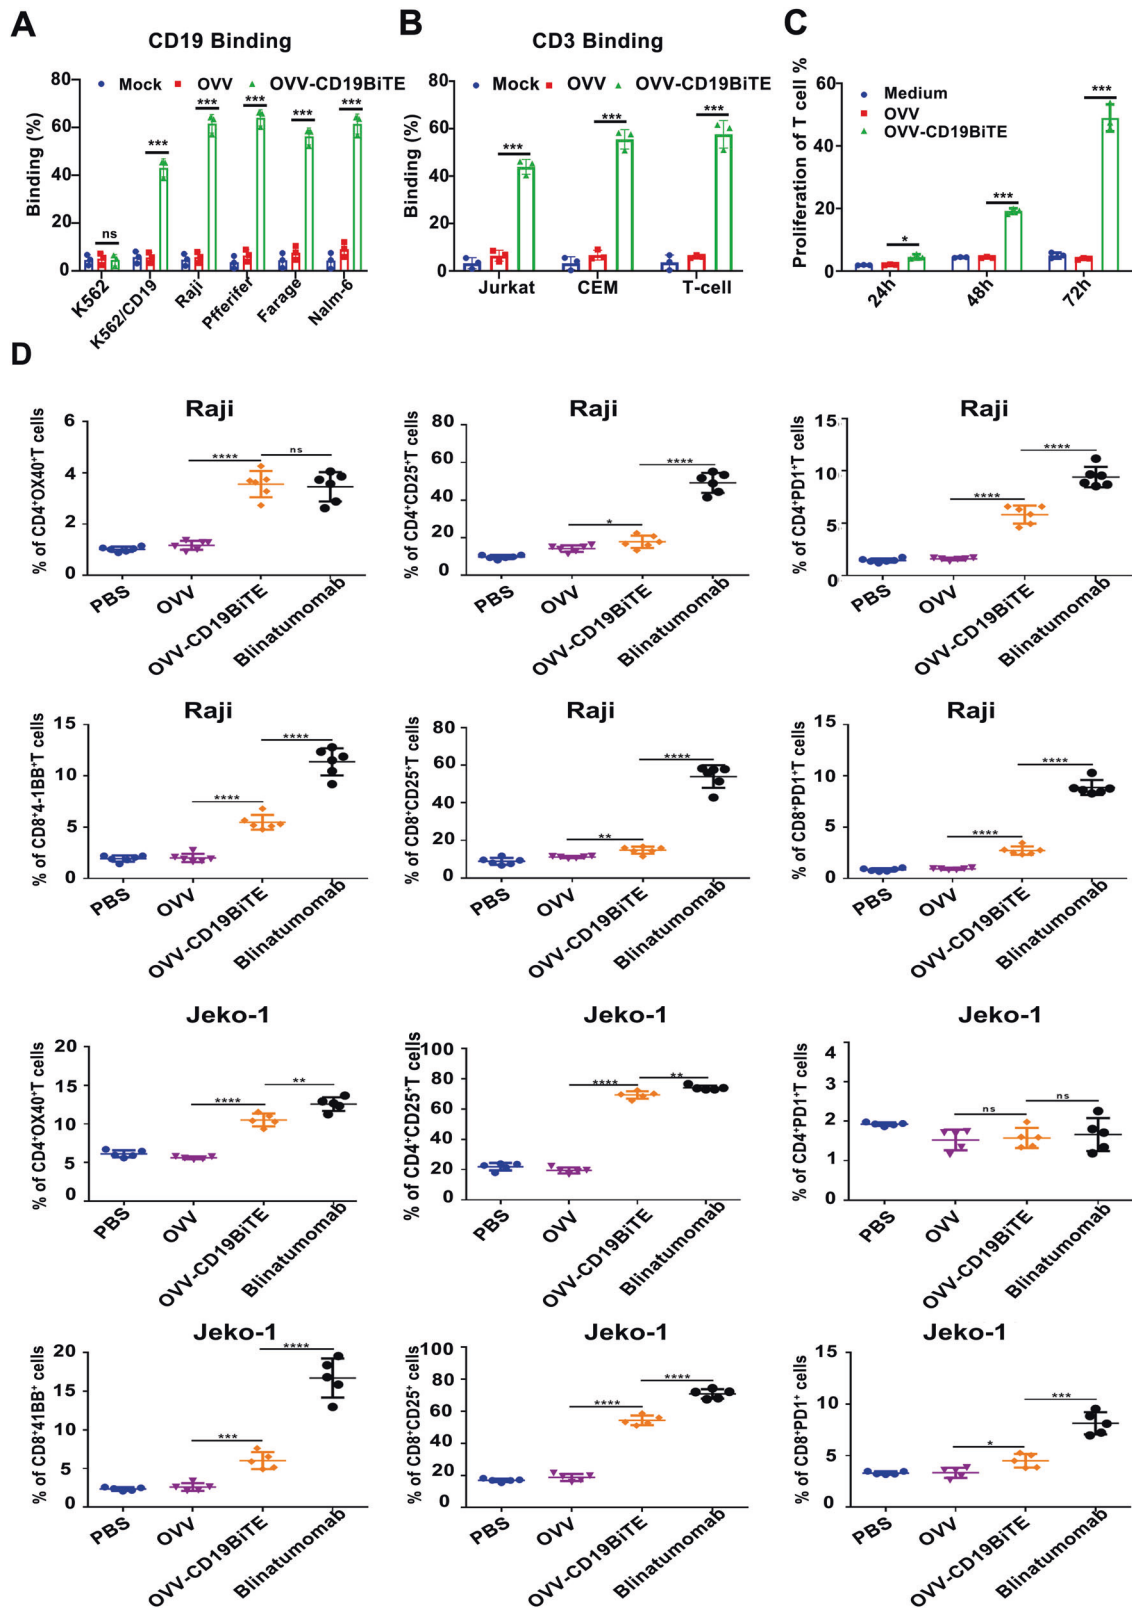 A
CD19 Binding
Mock OVV OVV-CD19BiTE
Binding (%)
80
60
40
20
0
ns
***
***
***
***
***
K562
K562/CD19
Raji
Pfferifer
Farage
Nalm-6
B
CD3 Binding
Mock OVV OVV-CD19BiTE
Binding (%)
80
60
40
20
0
***
***
***
Jurkat CEM T-cell
C
Medium
OVV
OVV-CD19BiTE
Proliferation of T cell %
60
40
20
0
*
***
***
24h
48h
72h
D
Raji
% of CD4⁺OX40⁺T cells
6
4
2
0
**** ns
PBS
OVV
OVV-CD19BiTE
Blinatumomab
Raji
% of CD4⁺CD25⁺T cells
80
60
40
20
0
* ****
PBS
OVV
OVV-CD19BiTE
Blinatumomab
Raji
% of CD4⁺PD1⁺T cells
15
10
5
0
**** ****
PBS
OVV
OVV-CD19BiTE
Blinatumomab
Raji
% of CD8⁺4-1BB⁺T cells
15
10
5
0
**** ****
PBS
OVV
OVV-CD19BiTE
Blinatumomab
Raji
% of CD8⁺CD25⁺T cells
80
60
40
20
0
** ****
PBS
OVV
OVV-CD19BiTE
Blinatumomab
Raji
% of CD8⁺PD1⁺T cells
15
10
5
0
**** ****
PBS
OVV
OVV-CD19BiTE
Blinatumomab
Jeko-1
% of CD4⁺OX40⁺T cells
20
15
10
5
0
**** **
PBS
OVV
OVV-CD19BiTE
Blinatumomab
Jeko-1
% of CD4⁺CD25⁺T cells
100
80
60
40
20
0
**** **
PBS
OVV
OVV-CD19BiTE
Blinatumomab
Jeko-1
% of CD4⁺PD1⁺T cells
4
3
2
1
0
ns ns
PBS
OVV
OVV-CD19BiTE
Blinatumomab
Jeko-1
% of CD8⁺41BB⁺ cells
20
15
10
5
0
*** ****
PBS
OVV
OVV-CD19BiTE
Blinatumomab
Jeko-1
% of CD8⁺CD25⁺ cells
100
80
60
40
20
0
**** ****
PBS
OVV
OVV-CD19BiTE
Blinatumomab
Jeko-1
% of CD8⁺PD1⁺ cells
15
10
5
0
* ***
PBS
OVV
OVV-CD19BiTE
Blinatumomab